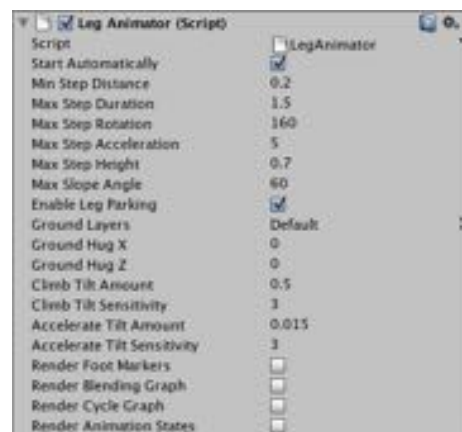 Leg Animator (Script)
Script LegAnimator
Start Automatically
Min Step Distance 0.2
Max Step Duration 1.5
Max Step Rotation 160
Max Step Acceleration 5
Max Step Height 0.7
Max Slope Angle 60
Enable Leg Parking
Ground Layers Default
Ground Hug X 0
Ground Hug Z 0
Climb Tilt Amount 0.5
Climb Tilt Sensitivity 3
Accelerate Tilt Amount 0.015
Accelerate Tilt Sensitivity 3
Render Foot Markers
Render Blending Graph
Render Cycle Graph
Render Animation States